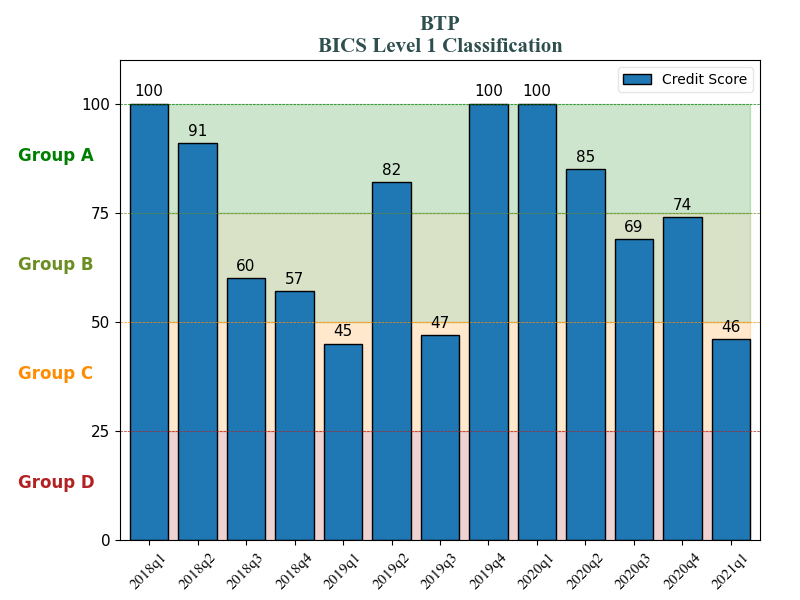 BTP
BICS Level 1 Classification
Credit Score
100
75
50
25
0
Group A
Group B
Group C
Group D
100
91
60
57
45
82
47
100
100
85
69
74
46
2018q1
2018q2
2018q3
2018q4
2019q1
2019q2
2019q3
2019q4
2020q1
2020q2
2020q3
2020q4
2021q1